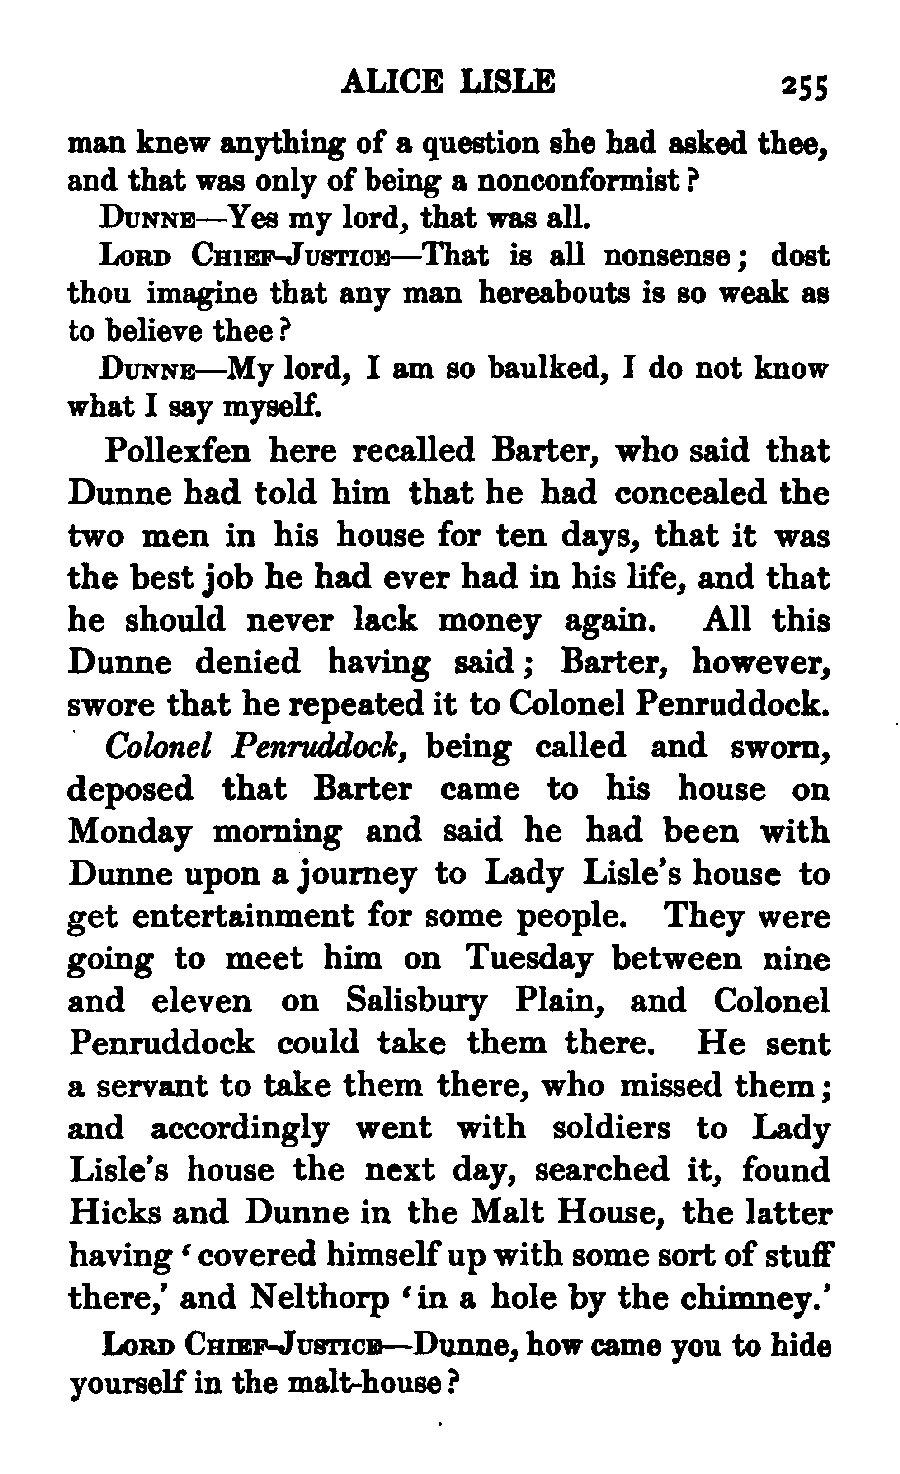 ALICE LISLE 255
man knew anything of a question she had asked thee,
and that was only of being a nonconformist?
DUNNE—Yes my lord, that was all.
LORD CHIEF-JUSTICE—That is all nonsense; dost
thou imagine that any man hereabouts is so weak as
to believe thee?
DUNNE—My lord, I am so baulked, I do not know
what I say myself.
Pollexfen here recalled Barter, who said that
Dunne had told him that he had concealed the
two men in his house for ten days, that it was
the best job he had ever had in his life, and that
he should never lack money again. All this
Dunne denied having said; Barter, however,
swore that he repeated it to Colonel Penruddock.
Colonel Penruddock, being called and sworn,
deposed that Barter came to his house on
Monday morning and said he had been with
Dunne upon a journey to Lady Lisle's house to
get entertainment for some people. They were
going to meet him on Tuesday between nine
and eleven on Salisbury Plain, and Colonel
Penruddock could take them there. He sent
a servant to take them there, who missed them;
and accordingly went with soldiers to Lady
Lisle's house the next day, searched it, found
Hicks and Dunne in the Malt House, the latter
having ‘covered himself up with some sort of stuff
there,’ and Nelthorp ‘in a hole by the chimney.’
LORD CHIEF-JUSTICE—Dunne, how came you to hide
yourself in the malt-house?